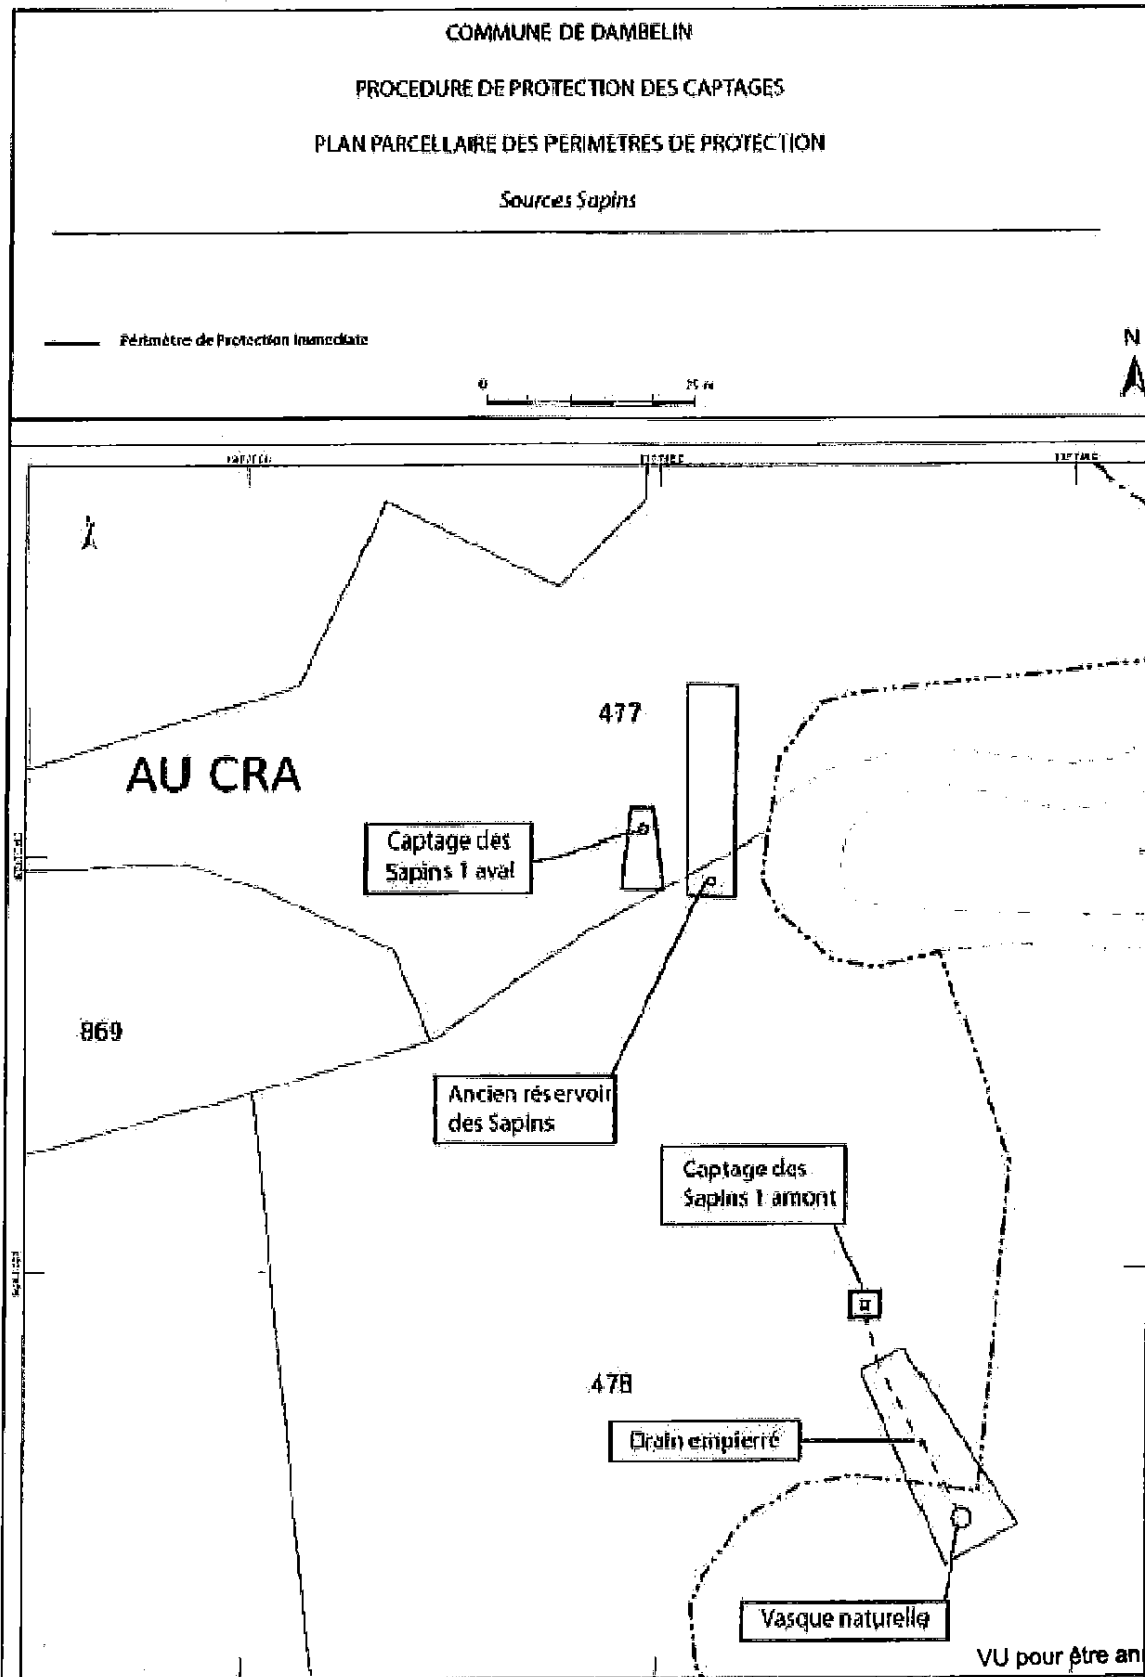 COMMUNE DE DAMBELIN
PROCEDURE DE PROTECTION DES CAPTAGES
PLAN PARCELLAIRE DES PERIMETRES DE PROTECTION
Sources Sapins
Périmètre de Protection Immediate
N
0 25 m
477
AU CRA
Captage des
Sapins 1 aval
869
Ancien réservoir
des Sapins
Captage des
Sapins 1 amont
478
Drain empierré
Vasque naturelle
VU pour être an